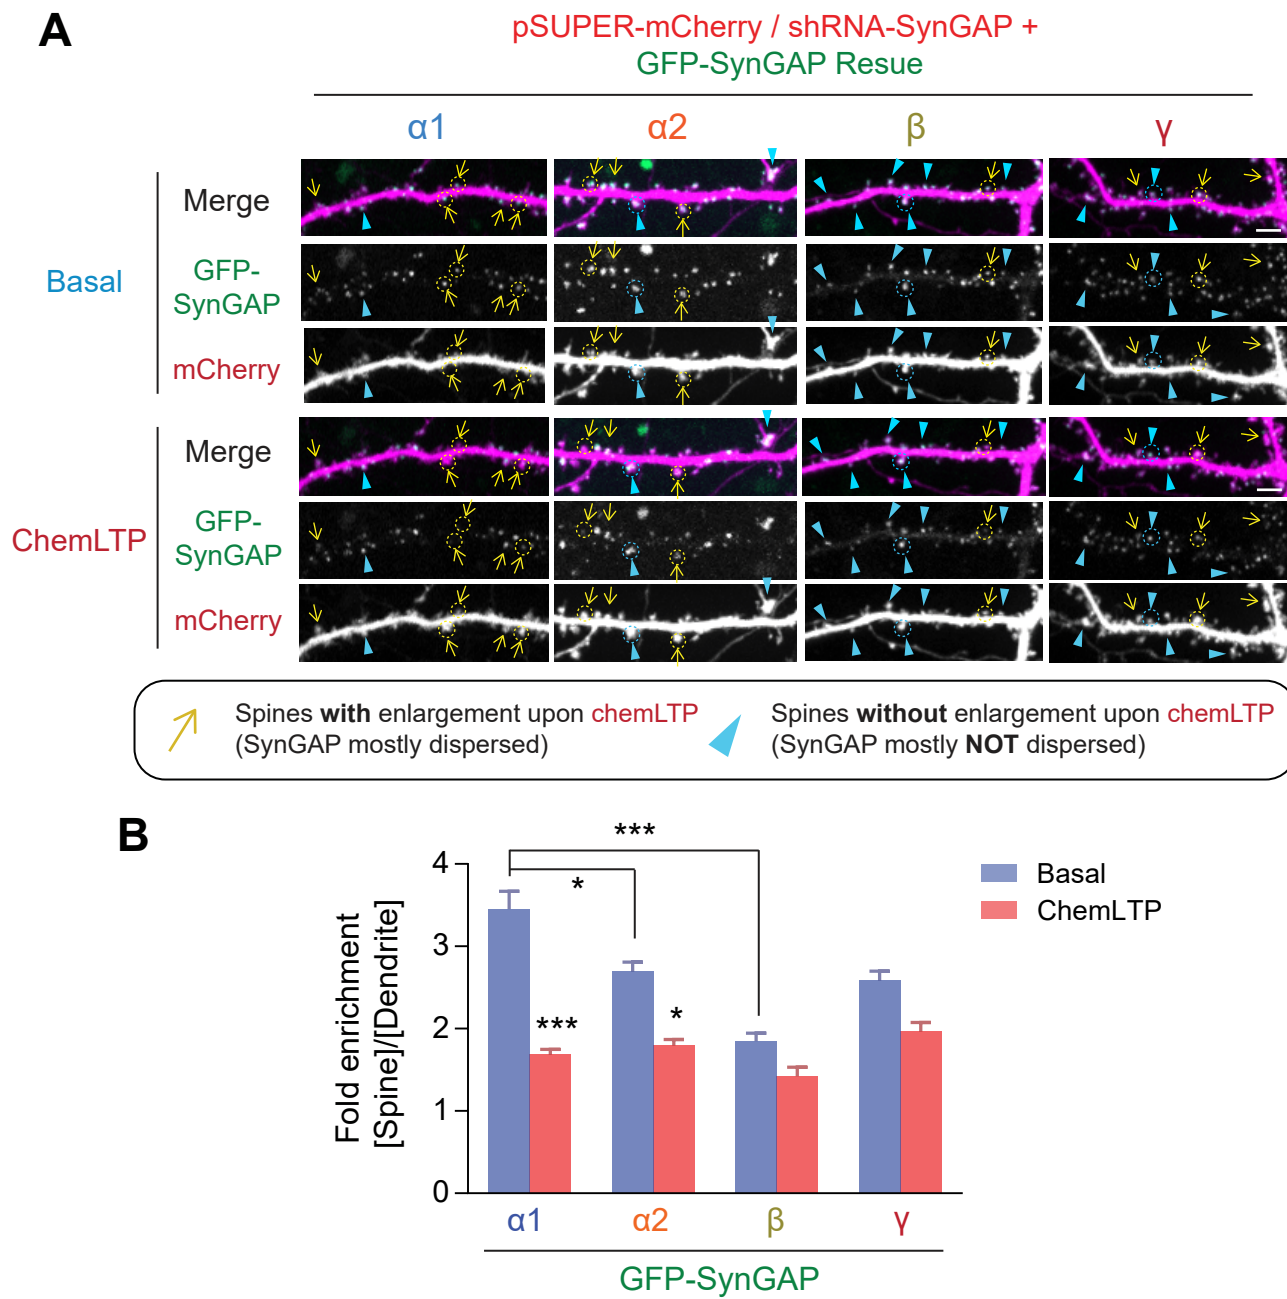 A
pSUPER-mCherry / shRNA-SynGAP +
GFP-SynGAP Resue
α1 α2 β γ
Basal
Merge
GFP-
SynGAP
mCherry
ChemLTP
Merge
GFP-
SynGAP
mCherry
Spines with enlargement upon chemLTP
(SynGAP mostly dispersed)
Spines without enlargement upon chemLTP
(SynGAP mostly NOT dispersed)
B
Fold enrichment
[Spine]/[Dendrite]
4
3
2
1
0
***
*
***
*
Basal
ChemLTP
α1 α2 β γ
GFP-SynGAP